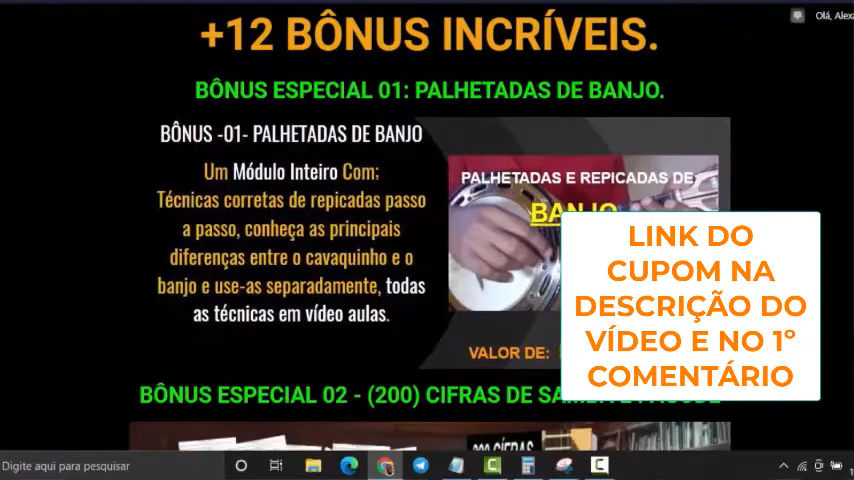 Olá, Alexa
+12 BÔNUS INCRÍVEIS.
BÔNUS ESPECIAL 01: PALHETADAS DE BANJO.
BÔNUS -01- PALHETADAS DE BANJO
Um Módulo Inteiro Com;
Técnicas corretas de repicadas passo
a passo, conheça as principais
diferenças entre o cavaquinho e o
banjo e use-as separadamente, todas
as técnicas em vídeo aulas.
PALHETADAS E REPICADAS DE:
BANJO
VALOR DE:
LINK DO
CUPOM NA
DESCRIÇÃO DO
VÍDEO E NO 1º
COMENTÁRIO
BÔNUS ESPECIAL 02 - (200) CIFRAS DE
200 CIFRAS
Digite aqui para pesquisar